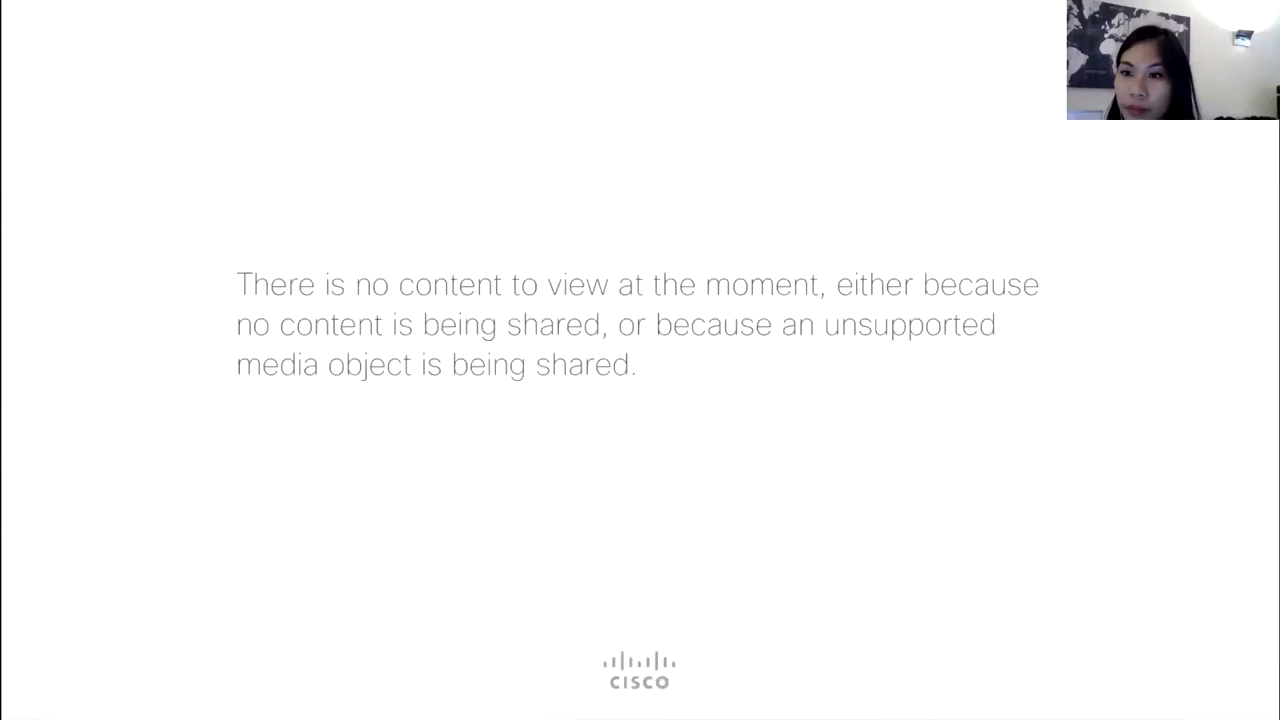 There is no content to view at the moment, either because
no content is being shared, or because an unsupported
media object is being shared.
CISCO